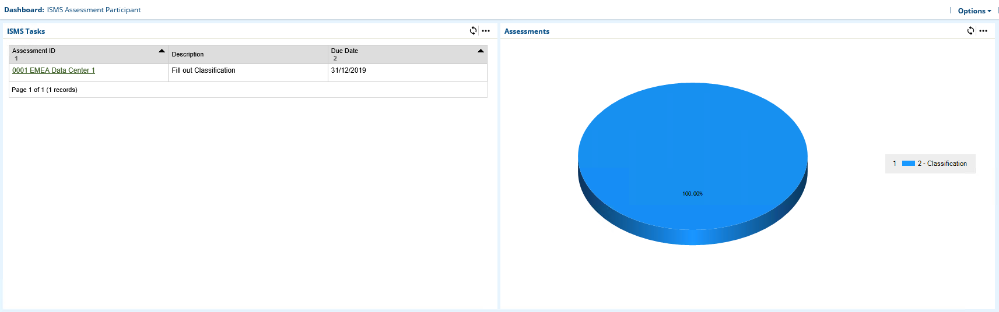 Dashboard: ISMS Assessment Participant
Options
ISMS Tasks
Assessment ID
1
Description
Due Date
2
0001 EMEA Data Center 1
Fill out Classification
31/12/2019
Page 1 of 1 (1 records)
Assessments
100.00%
1 2 - Classification